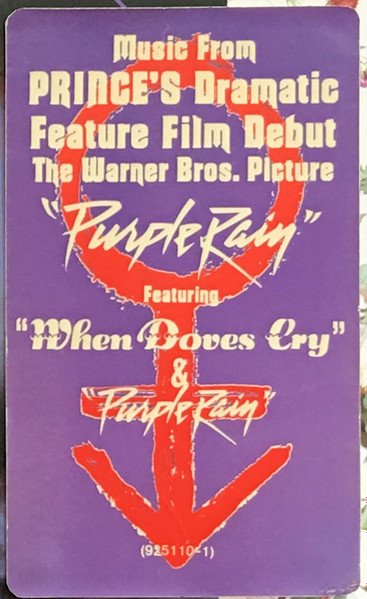 Music From
PRINCE'S Dramatic
Feature Film Debut
The Warner Bros. Picture
"Purple Rain"
Featuring
"When Doves Cry"
&
"Purple Rain"
(925110-1)